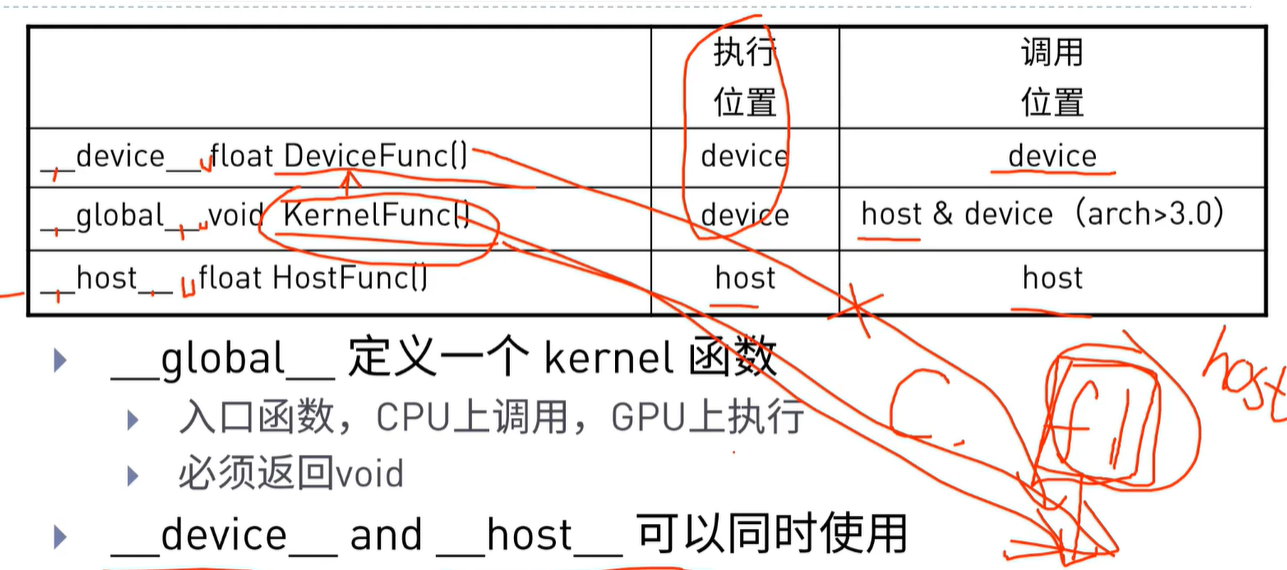 执行 调用
位置 位置
__device__ float DeviceFunc() device device
__global__ void KernelFunc() device host & device（arch>3.0）
__host__ float HostFunc() host host
__global__ 定义一个 kernel 函数
host
入口函数，CPU上调用，GPU上执行
C
f()
必须返回void
__device__ and __host__ 可以同时使用